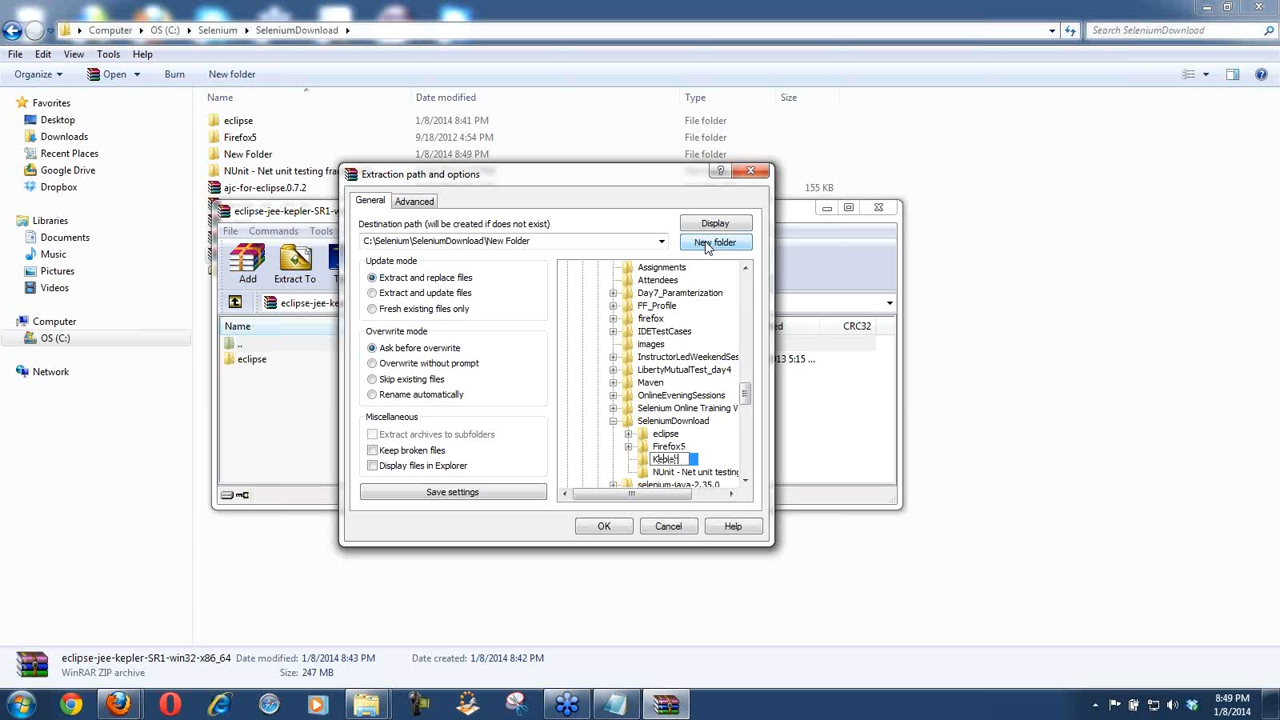 Computer ▸ OS (C:) ▸ Selenium ▸ SeleniumDownload ▸
Search SeleniumDownload
File Edit View Tools Help
Organize Open Burn New folder
Name Date modified Type Size
Favorites
Desktop
Downloads
Recent Places
Google Drive
Dropbox
Libraries
Documents
Music
Pictures
Videos
Computer
OS (C:)
Network
eclipse 1/8/2014 8:41 PM File folder
Firefox5 9/18/2012 4:54 PM File folder
New Folder 1/8/2014 8:49 PM File folder
NUnit - Net unit testing fra
ajc-for-eclipse.0.7.2 155 KB
eclipse-jee-kepler-SR1-w
File Commands Tools
Add Extract To T
eclipse-jee-kep
Name CRC32
..
eclipse 013 5:15 ...
Extraction path and options
General Advanced
Destination path (will be created if does not exist)
Display
C:\Selenium\SeleniumDownload\New Folder
New folder
Update mode
Extract and replace files
Extract and update files
Fresh existing files only
Overwrite mode
Ask before overwrite
Overwrite without prompt
Skip existing files
Rename automatically
Miscellaneous
Extract archives to subfolders
Keep broken files
Display files in Explorer
Save settings
Assignments
Attendees
Day7_Paramterization
FF_Profile
firefox
IDETestCases
images
InstructorLedWeekendSes
LibertyMutualTest_day4
Maven
OnlineEveningSessions
Selenium Online Training W
SeleniumDownload
eclipse
Firefox5
NUnit - Net unit testing
selenium-java-2.35.0
OK Cancel Help
eclipse-jee-kepler-SR1-win32-x86_64 Date modified: 1/8/2014 8:43 PM Date created: 1/8/2014 8:42 PM
WinRAR ZIP archive Size: 247 MB
8:49 PM
1/8/2014